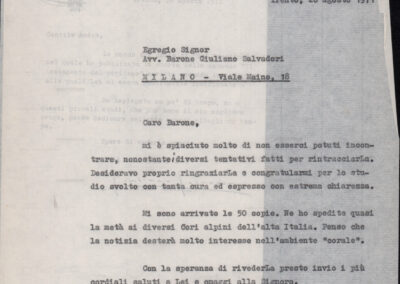 Trento, 20 agosto 197
Egregio Signor
Avv. Barone Giuliano Salvadori
MILANO - Viale Maino, 18
Caro Barone,
mi è spiaciuto molto di non esserci potuti incon-
trare, nonostante diversi tentativi fatti per rintracciarLa.
Desideravo proprio ringraziarLa e congratularmi per lo stu-
dio svolto con tanta cura ed espresso con estrema chiarezza.
Mi sono arrivate le 50 copie. Ne ho spedite quasi
la metà ai diversi Cori alpini dell'alta Italia. Penso che
la notizia desterà molto interesse nell'ambiente "corale".
Con la speranza di rivederLa presto invio i più
cordiali saluti a Lei e omaggi alla Signora.